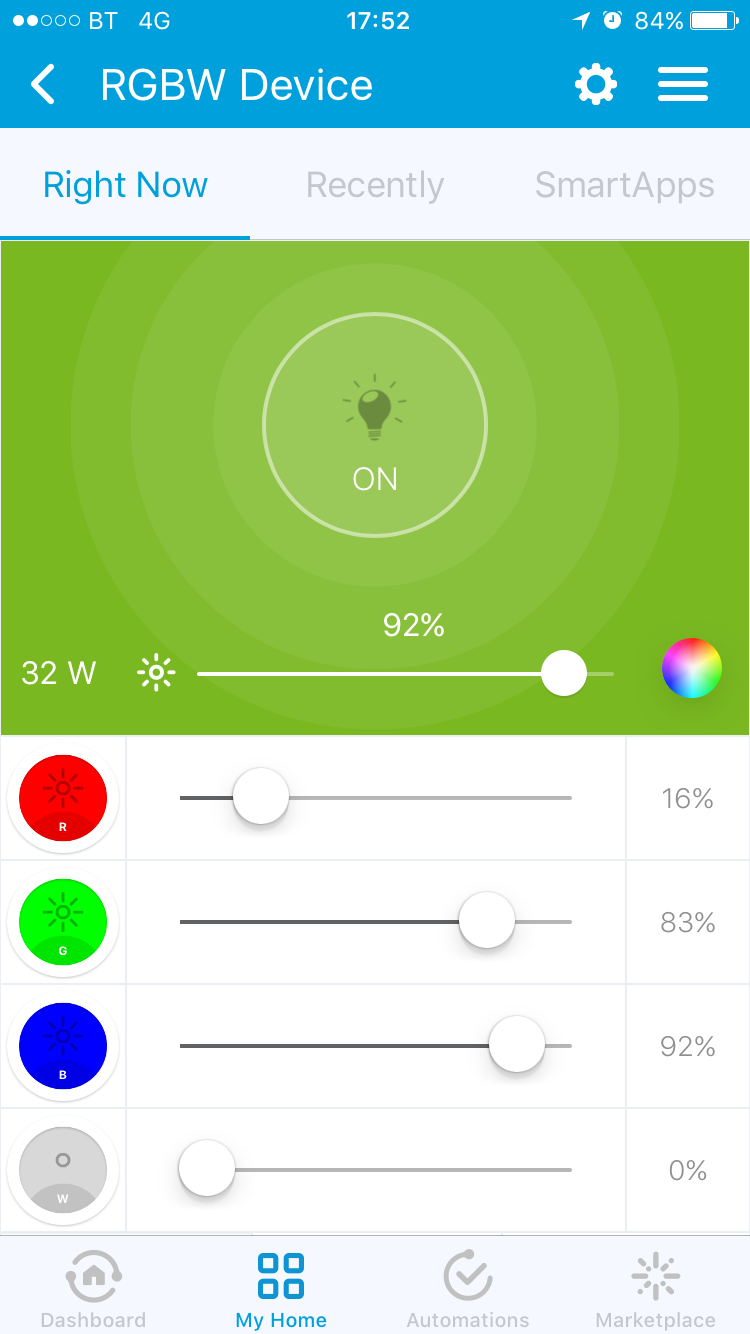 BT 4G 17:52 84%
RGBW Device
Right Now Recently SmartApps
ON
92%
32 W
R 16%
G 83%
B 92%
W 0%
Dashboard My Home Automations Marketplace